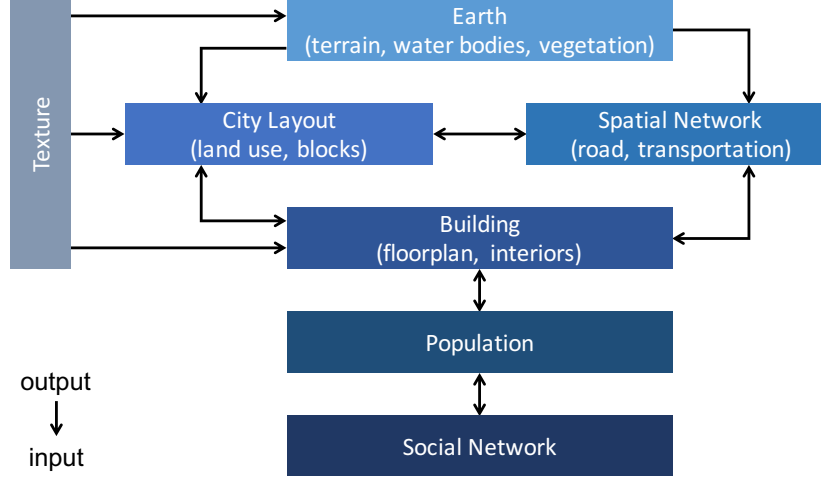 Texture
Earth
(terrain, water bodies, vegetation)
City Layout
(land use, blocks)
Spatial Network
(road, transportation)
Building
(floorplan, interiors)
Population
Social Network
output
input